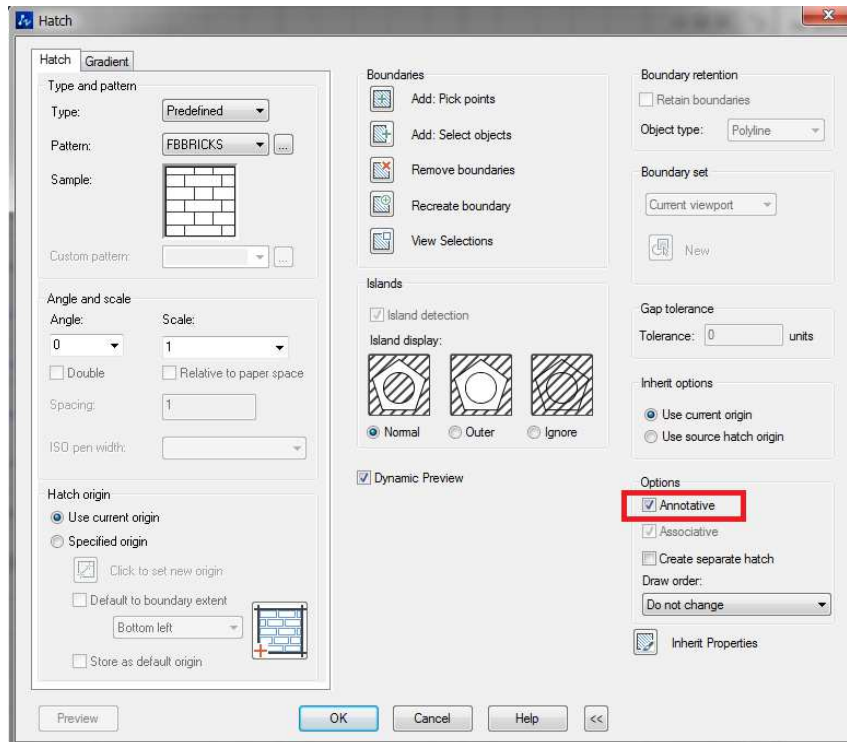 Hatch
Hatch
Gradient
Type and pattern
Type:
Predefined
Pattern:
FBBRICKS
...
Sample:
Custom pattern:
...
Angle and scale
Angle:
Scale:
0
1
Double
Relative to paper space
Spacing:
1
ISO pen width:
Hatch origin
Use current origin
Specified origin
Click to set new origin
Default to boundary extent
Bottom left
Store as default origin
Boundaries
Add: Pick points
Add: Select objects
Remove boundaries
Recreate boundary
View Selections
Islands
Island detection
Island display:
Normal
Outer
Ignore
Dynamic Preview
Boundary retention
Retain boundaries
Object type:
Polyline
Boundary set
Current viewport
New
Gap tolerance
Tolerance:
0
units
Inherit options
Use current origin
Use source hatch origin
Options
Annotative
Associative
Create separate hatch
Draw order:
Do not change
Inherit Properties
Preview
OK
Cancel
Help
<<